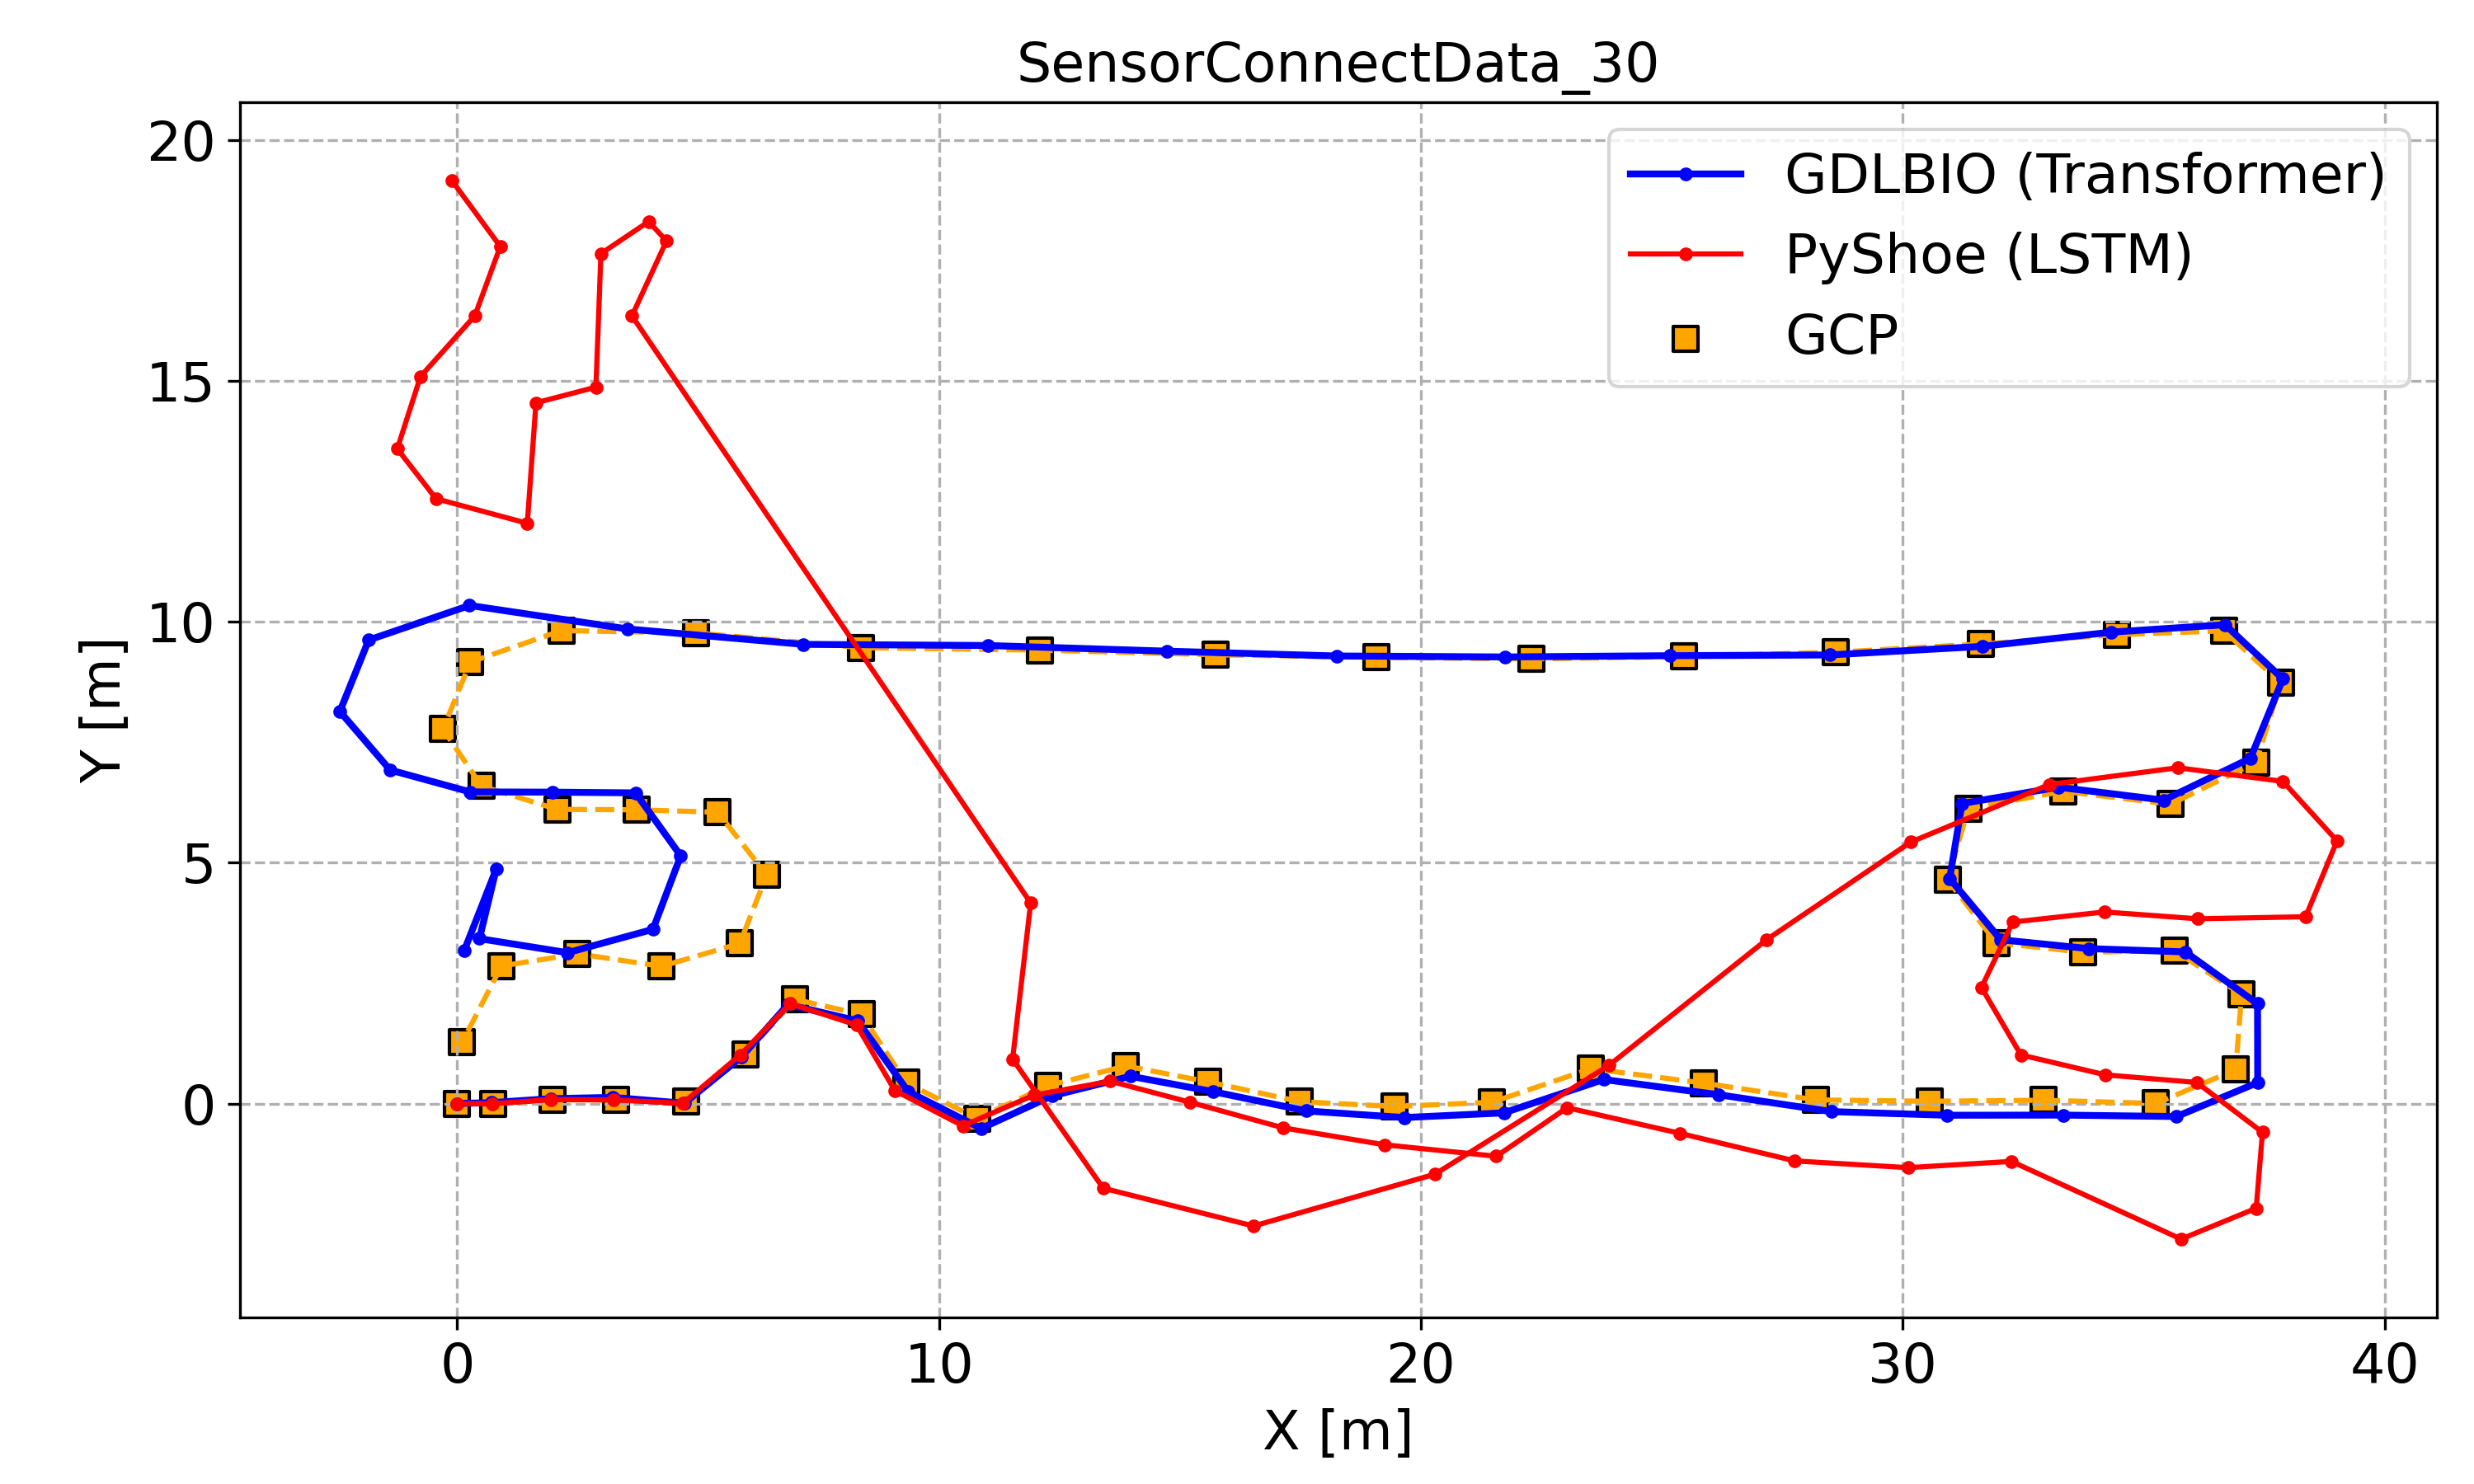 SensorConnectData_30
GDLBIO (Transformer)
PyShoe (LSTM)
GCP
Y [m]
20
15
10
5
0
0
10
20
30
40
X [m]